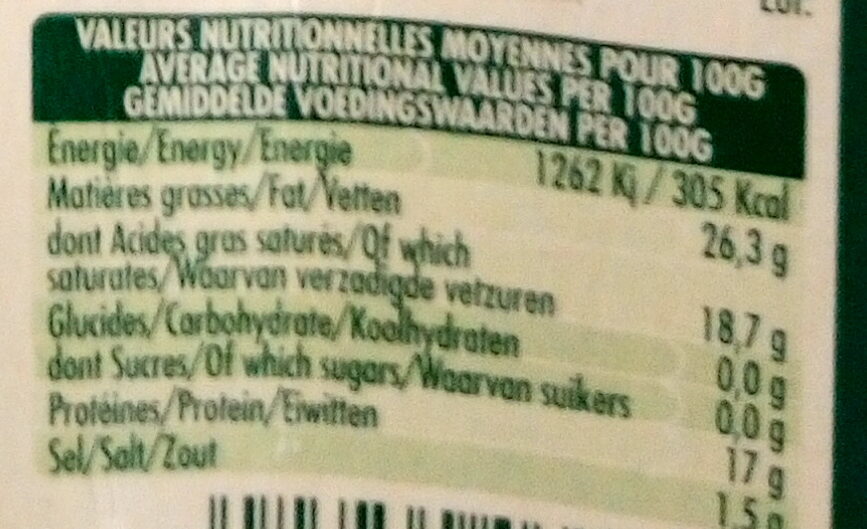 VALEURS NUTRITIONNELLES MOYENNES POUR 100G
AVERAGE NUTRITIONAL VALUES PER 100G
GEMIDDELDE VOEDINGSWAARDEN PER 100G
Energie/Energy/Energie 1262 Kj / 305 Kcal
Matières grasses/Fat/Vetten 26,3 g
dont Acides gras saturés/Of which
saturates/Waarvan verzadigde vetzuren 18,7 g
Glucides/Carbohydrate/Koolhydraten 0,0 g
dont Sucres/Of which sugars/Waarvan suikers 0,0 g
Protéines/Protein/Eiwitten 17 g
Sel/Salt/Zout 1,5 g